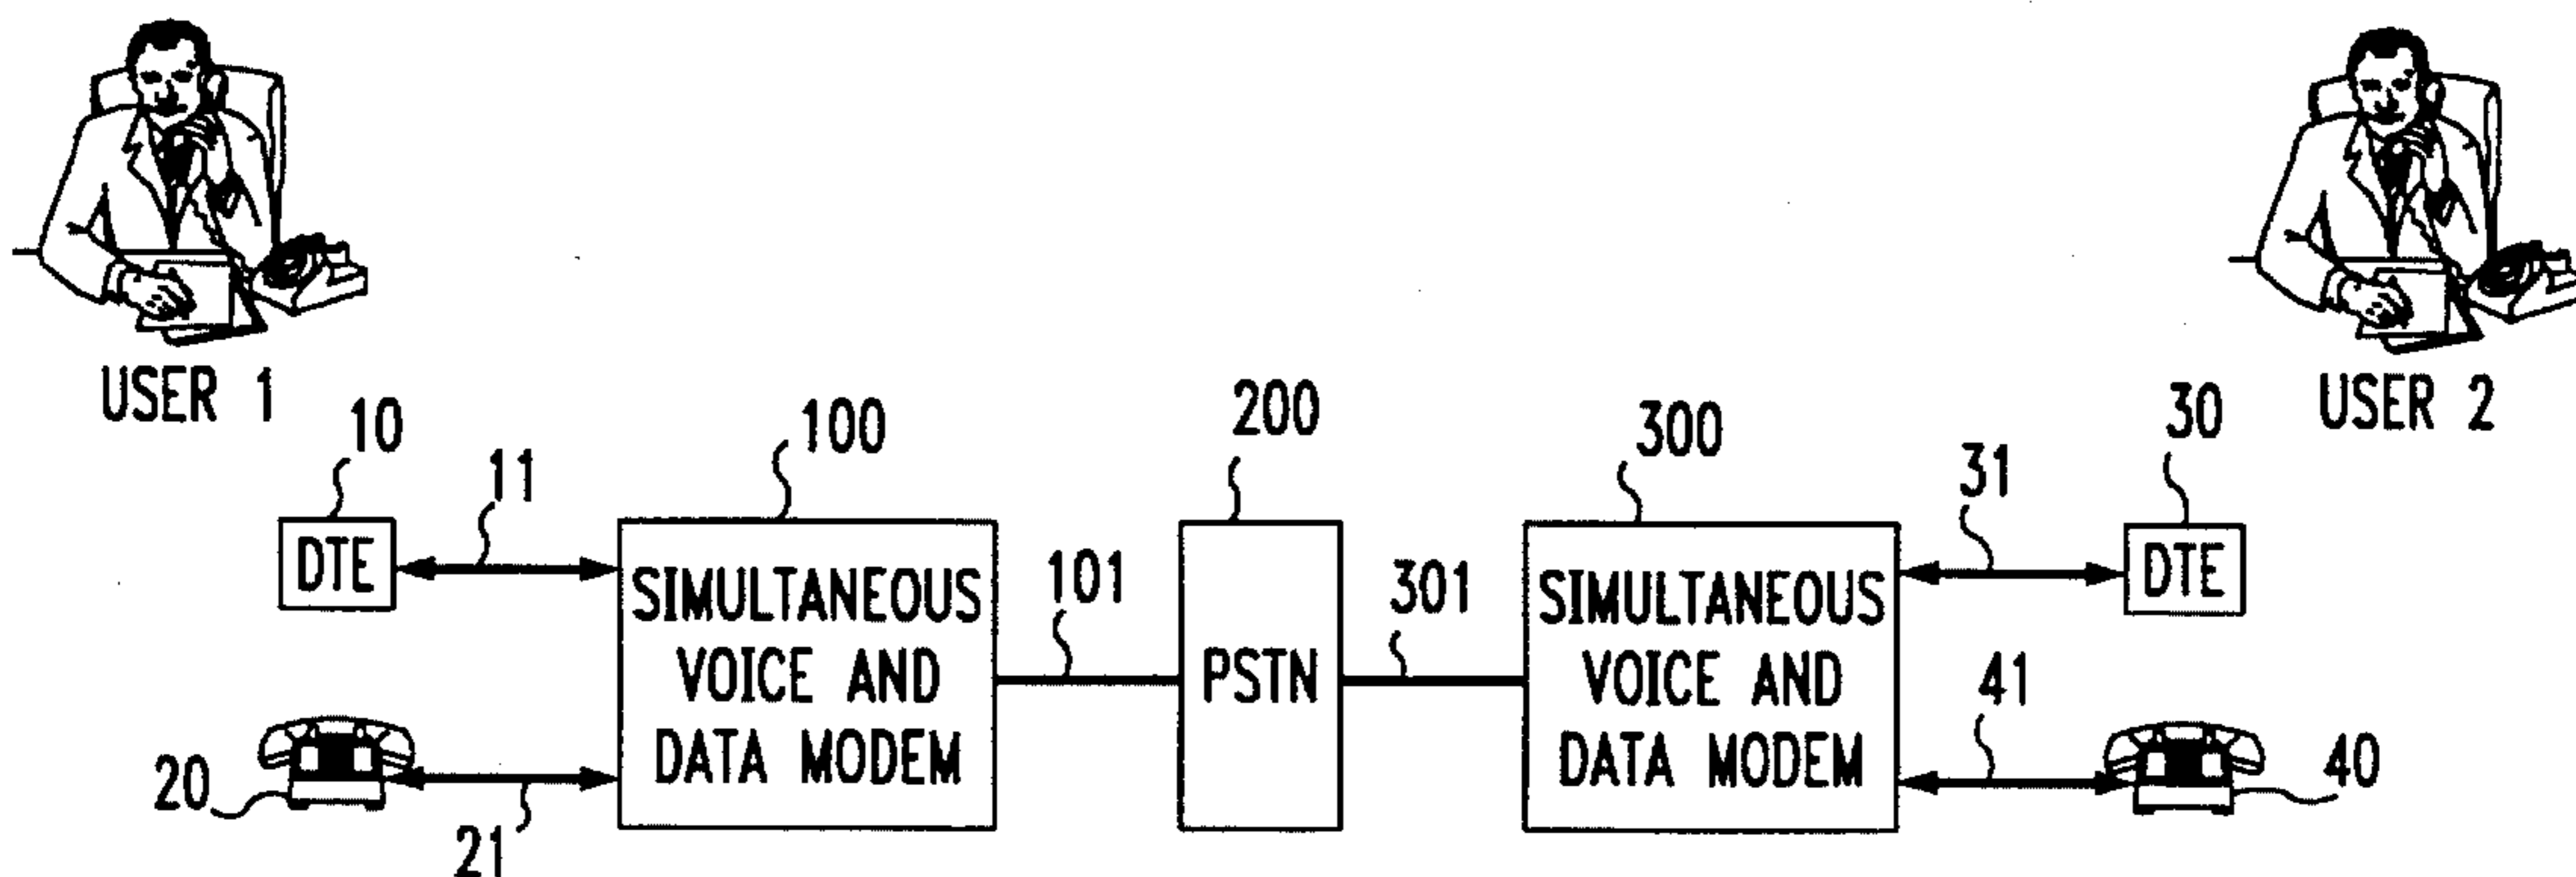 USER 1
USER 2
10
11
100
200
300
31
30
DTE
SIMULTANEOUS
VOICE AND
DATA MODEM
101
PSTN
301
SIMULTANEOUS
VOICE AND
DATA MODEM
DTE
20
21
41
40